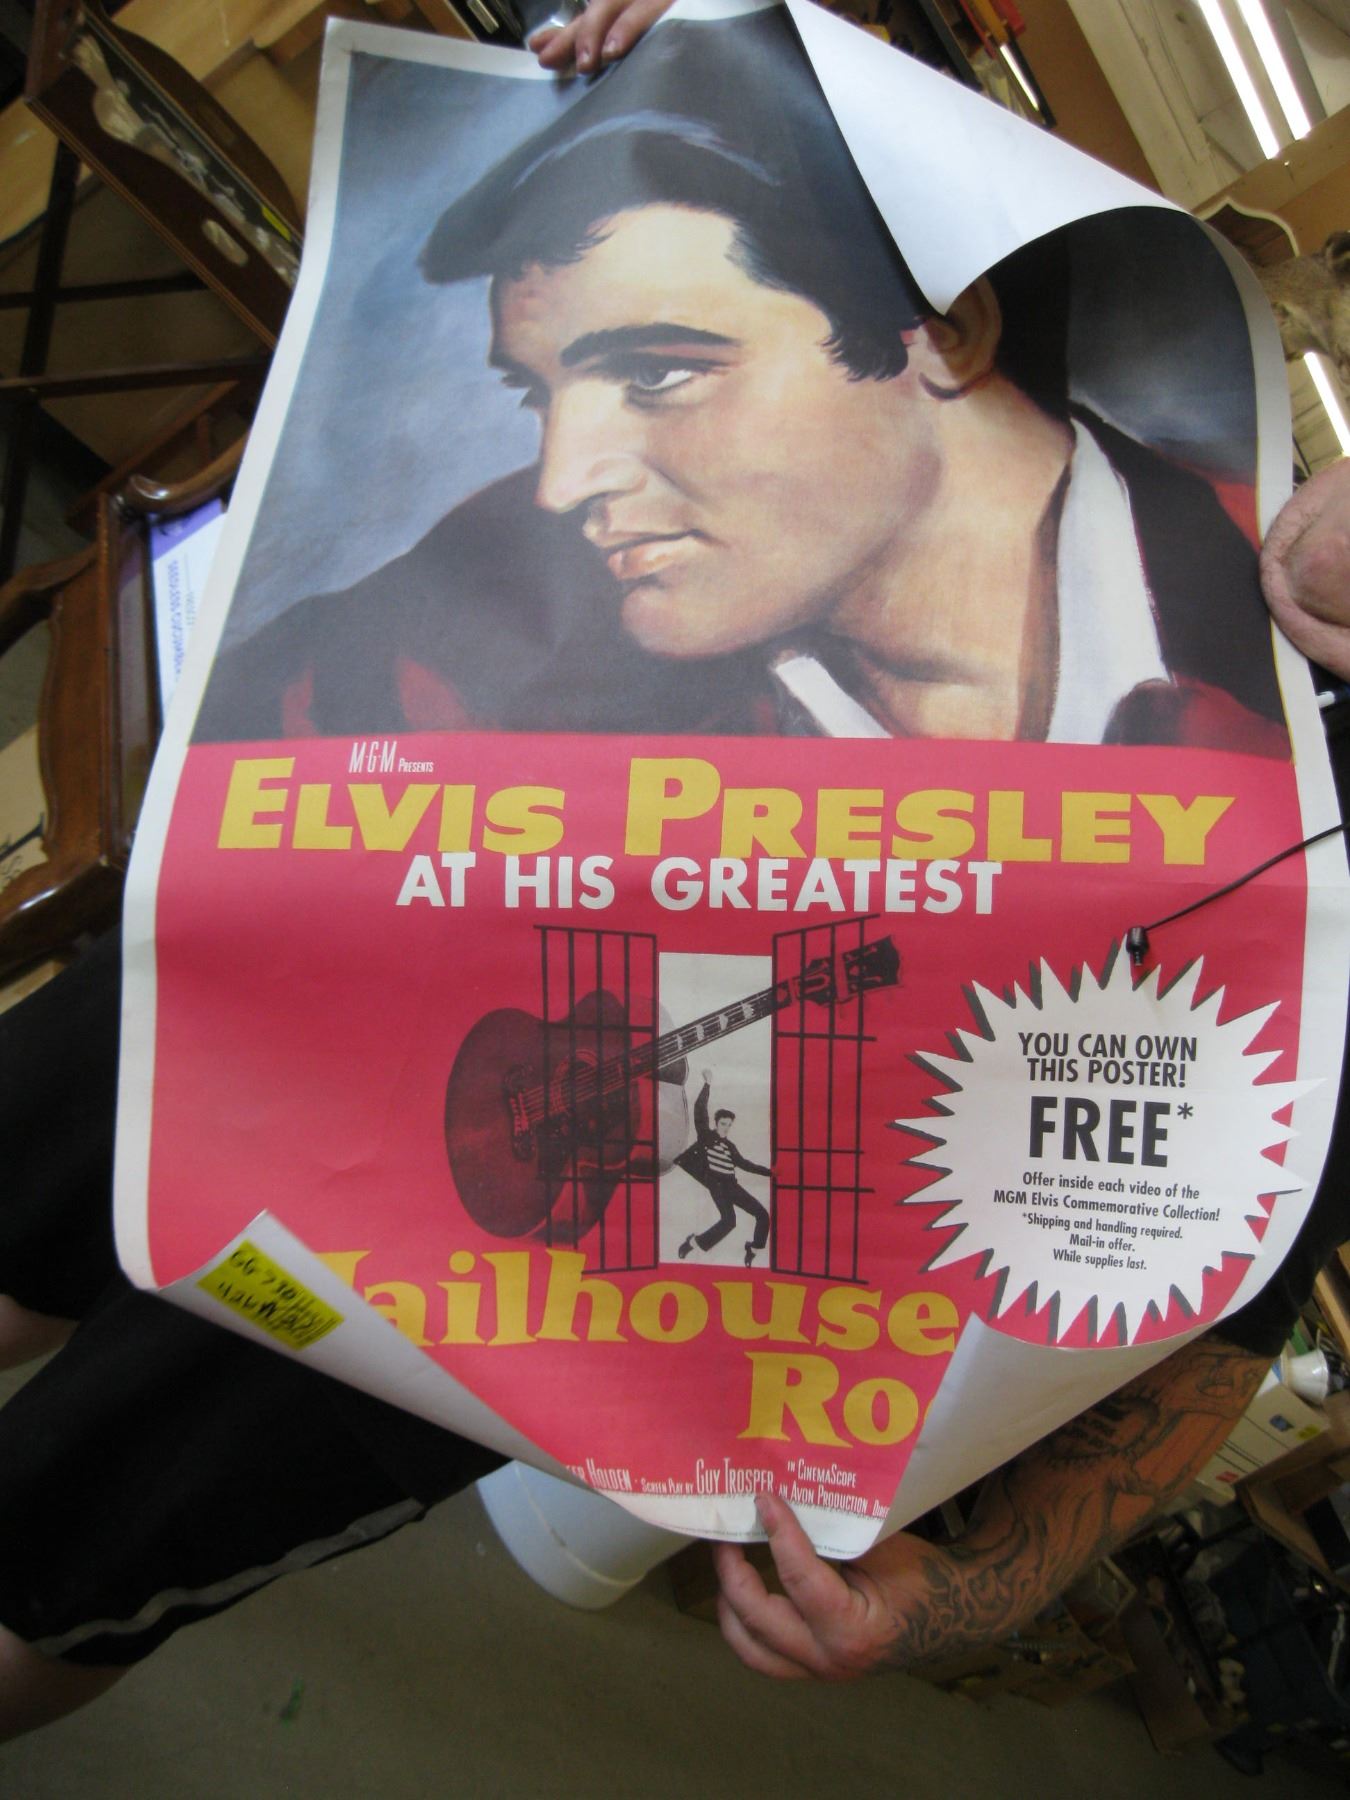 M·G·M PRESENTS
ELVIS PRESLEY
AT HIS GREATEST
YOU CAN OWN
THIS POSTER!
FREE*
Offer inside each video of the
MGM Elvis Commemorative Collection!
*Shipping and handling required.
Mail-in offer.
While supplies last.
Jailhouse
Ro
HOLDEN · SCREEN PLAY BY GUY TROSPER IN CINEMASCOPE
AN AVON PRODUCTION